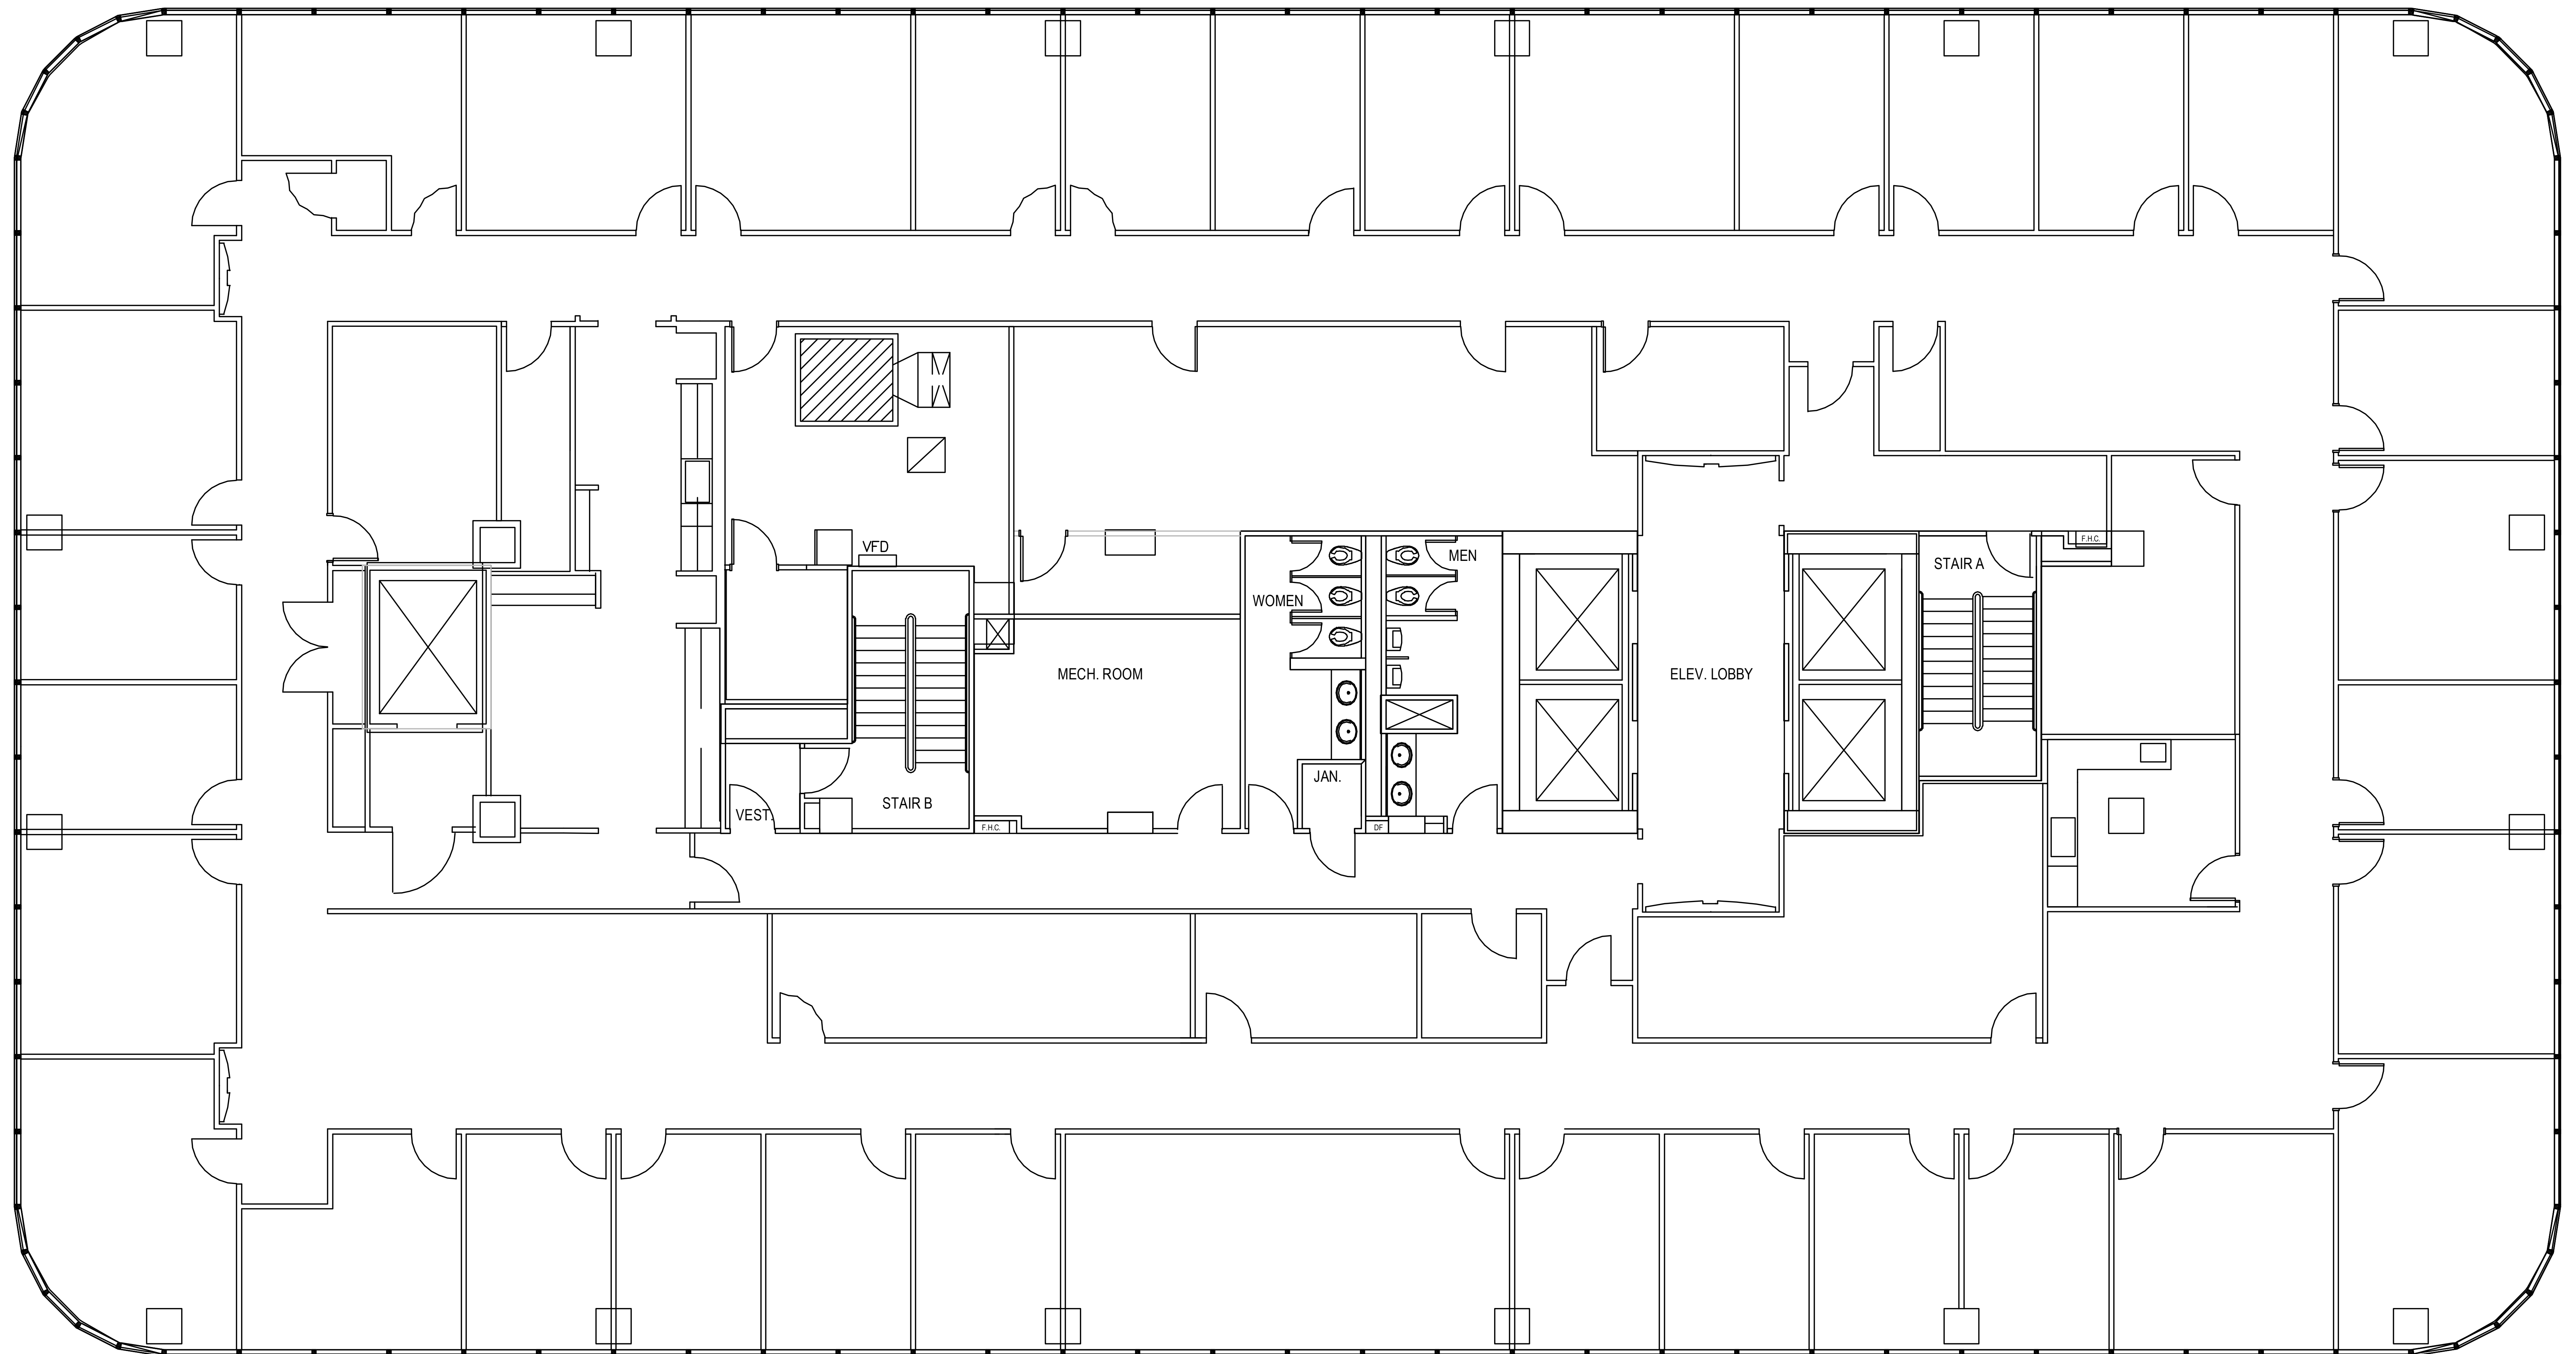 VFD
MEN
F.H.C.
STAIR A
WOMEN
MECH. ROOM
ELEV. LOBBY
JAN.
STAIR B
VEST.
F.H.C.
DF